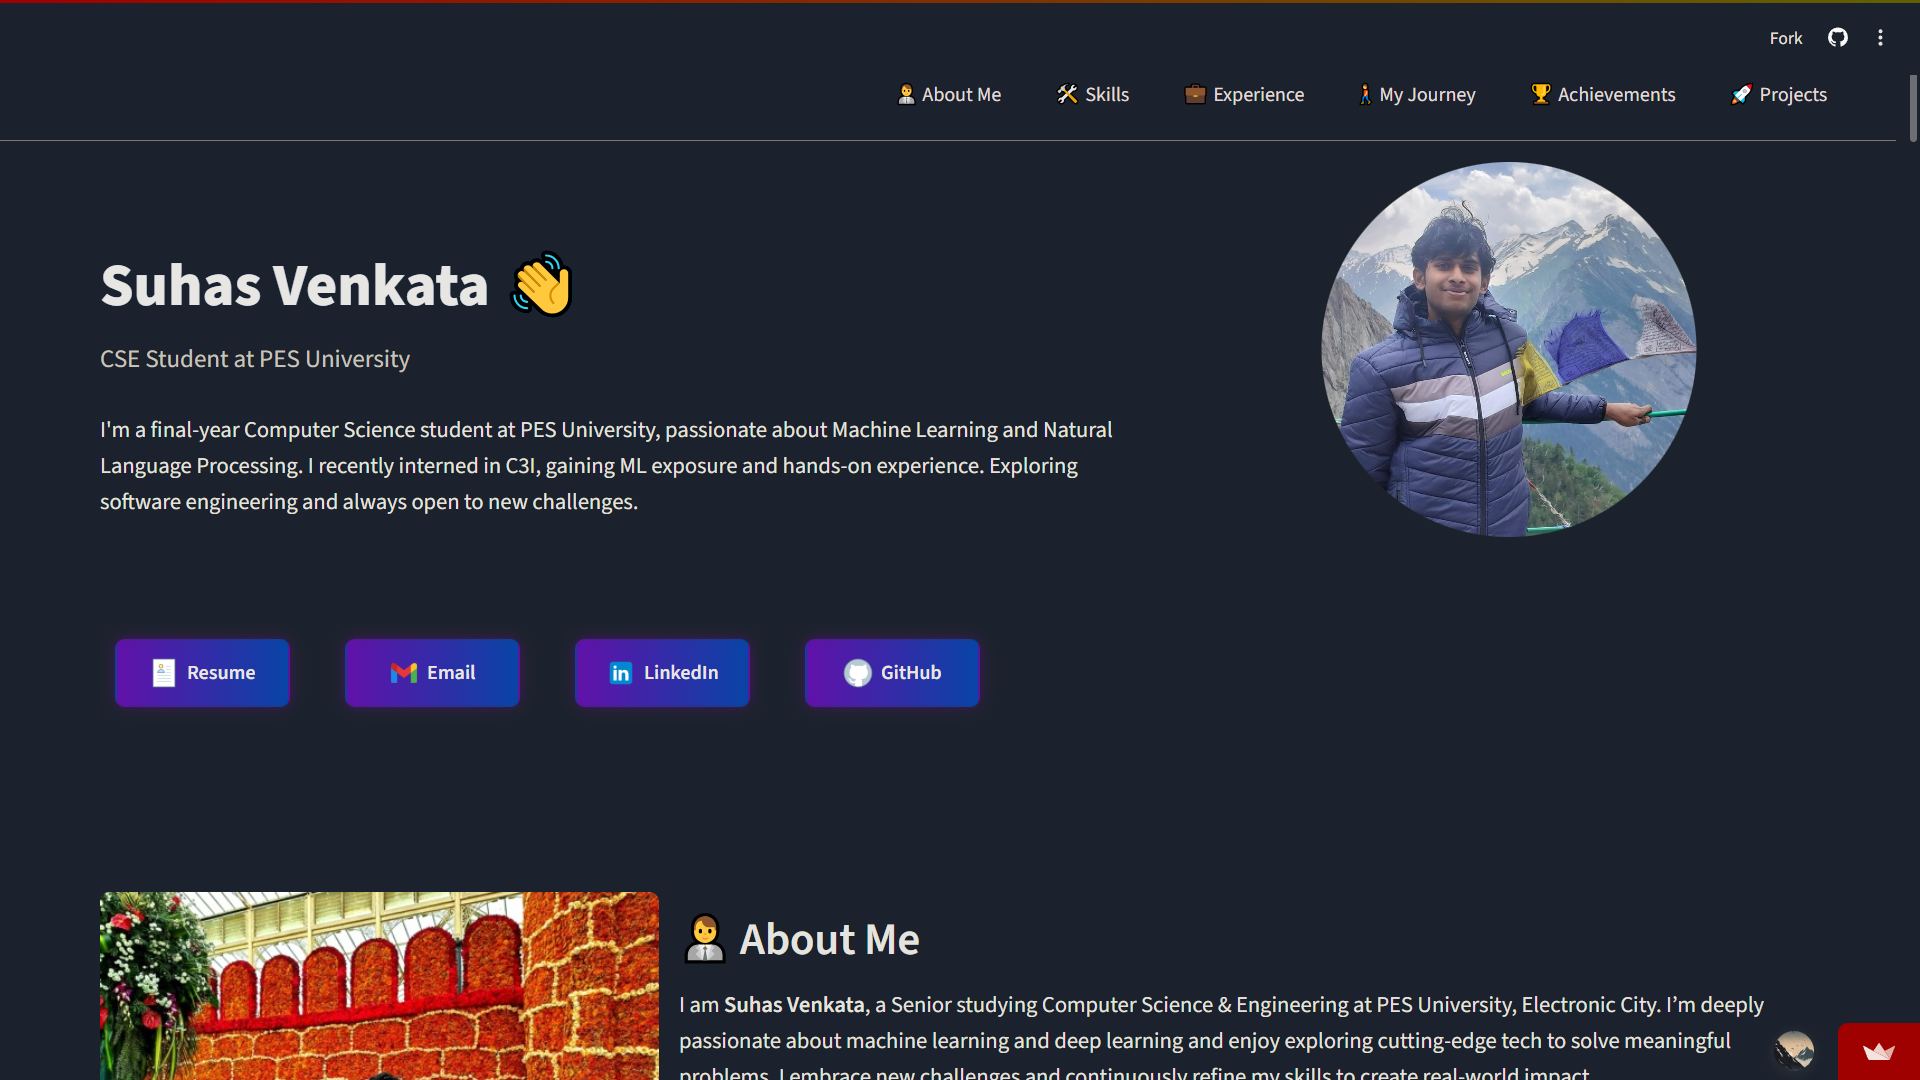 Fork
About Me
Skills
Experience
My Journey
Achievements
Projects
Suhas Venkata
CSE Student at PES University
I'm a final-year Computer Science student at PES University, passionate about Machine Learning and Natural
Language Processing. I recently interned in C3I, gaining ML exposure and hands-on experience. Exploring
software engineering and always open to new challenges.
Resume
Email
LinkedIn
GitHub
About Me
I am Suhas Venkata, a Senior studying Computer Science & Engineering at PES University, Electronic City. I’m deeply
passionate about machine learning and deep learning and enjoy exploring cutting-edge tech to solve meaningful
problems. I embrace new challenges and continuously refine my skills to create real-world impact.